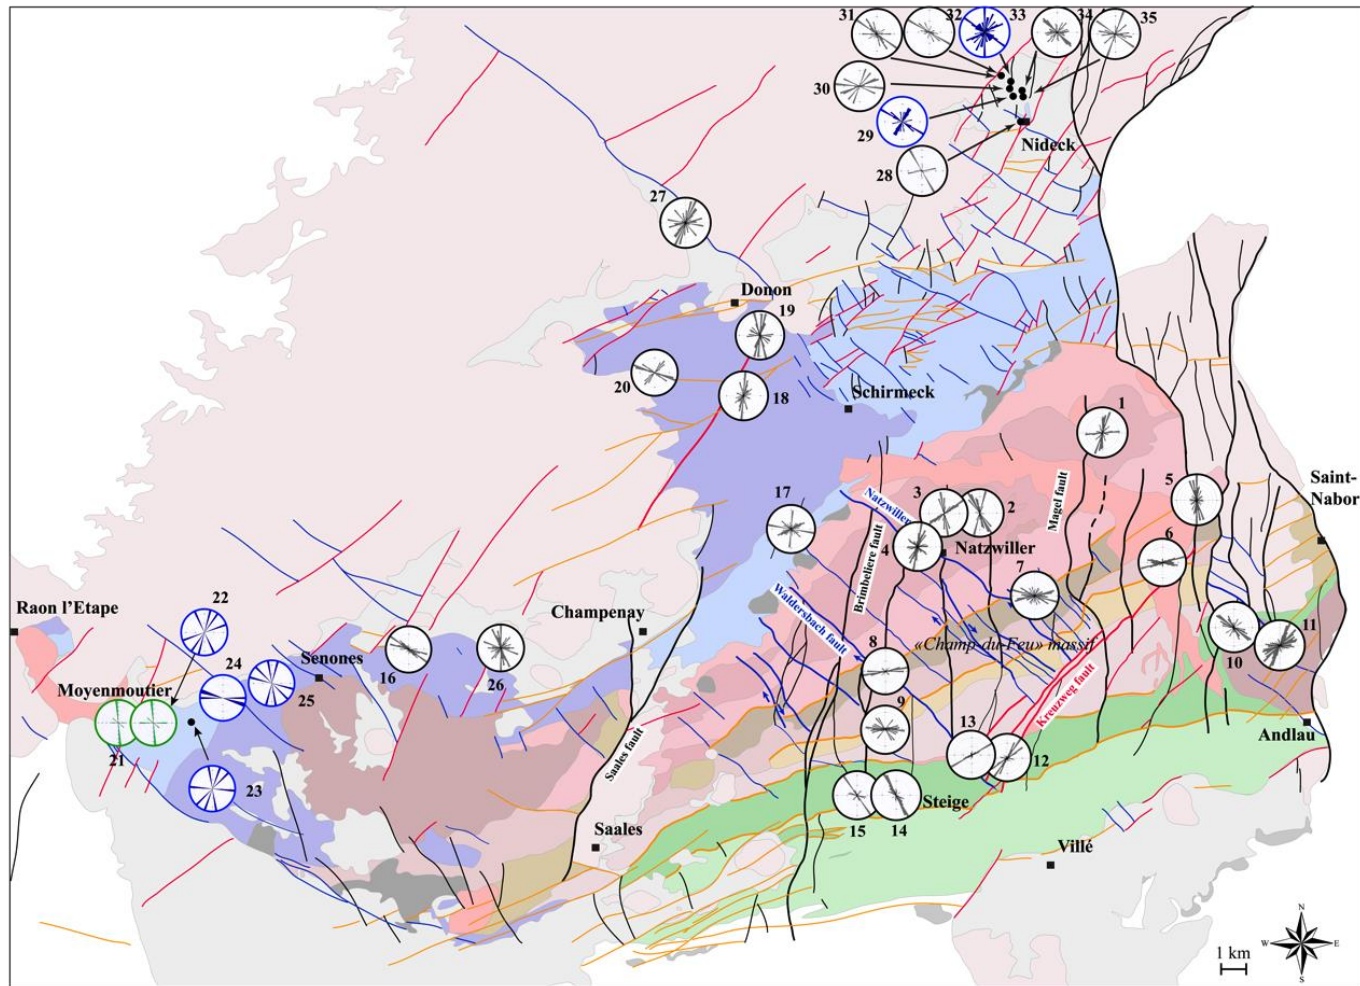 31
32
33
34
35
30
29
Nideck
28
27
Donon
19
20
18
Schirmeck
1
Saint-
Nabor
17
Natzwiller
3
2
Magel fault
5
4
Natzwiller
6
Brimbeliere fault
7
Raon l'Etape
22
Champenay
Waldersbach fault
24
Senones
8
«Champ-du-Feu» massif
11
16
26
25
10
Moyenmoutier
Kreuzweg fault
9
21
Saales fault
13
12
Andlau
23
Steige
15
14
Saales
Villé
N
W
E
S
1 km